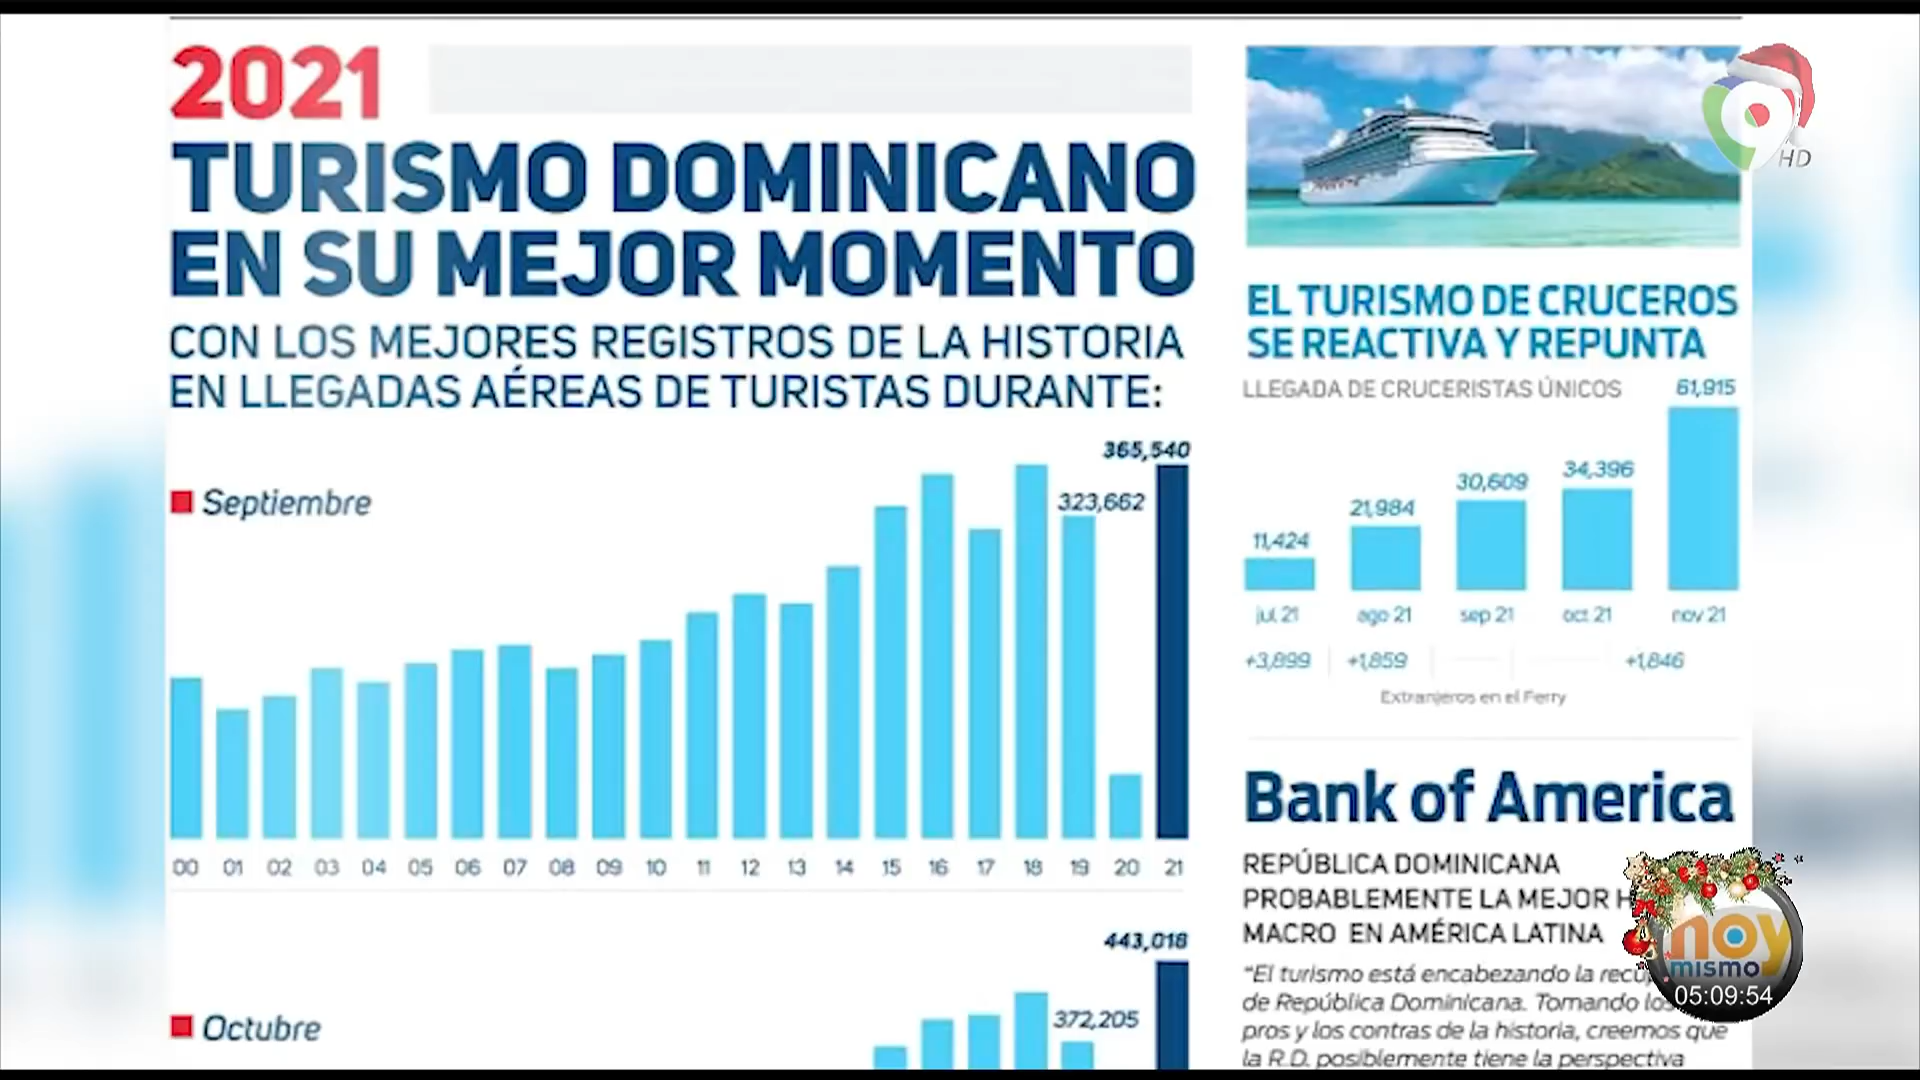 2021
TURISMO DOMINICANO
EN SU MEJOR MOMENTO
CON LOS MEJORES REGISTROS DE LA HISTORIA
EN LLEGADAS AÉREAS DE TURISTAS DURANTE:
365,540
323,662
Septiembre
00 01 02 03 04 05 06 07 08 09 10 11 12 13 14 15 16 17 18 19 20 21
443,018
372,205
Octubre
HD
EL TURISMO DE CRUCEROS
SE REACTIVA Y REPUNTA
LLEGADA DE CRUCERISTAS ÚNICOS
61,915
34,396
30,609
21,984
11,424
jul 21 ago 21 sep 21 oct 21 nov 21
+3,899 +1,859 +1,846
Extranjeros en el Ferry
Bank of America
REPÚBLICA DOMINICANA
PROBABLEMENTE LA MEJOR
MACRO EN AMÉRICA LATINA
"El turismo está encabezando la
de República Dominicana. Tomando
pros y los contras de la historia, creemos que
la R.D. posiblemente tiene la perspectiva
hoy
mismo
05:09:54